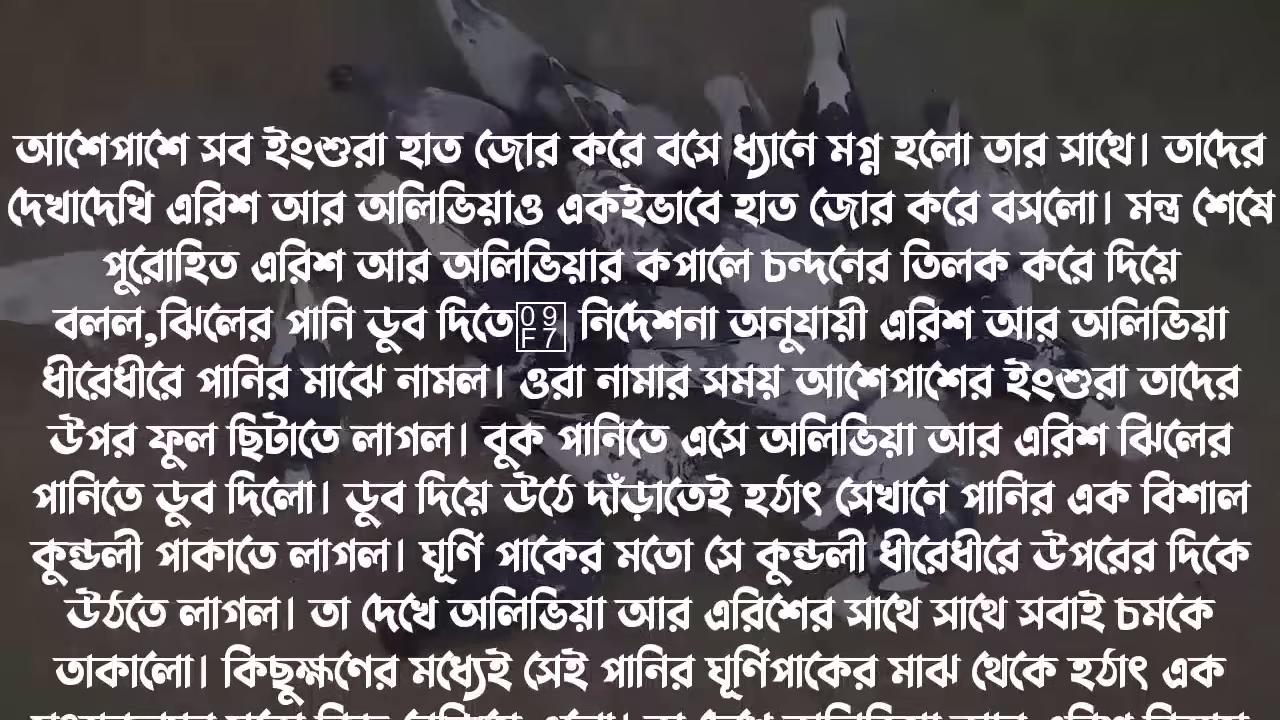 আশেপাশে সব ইংশুরা হাত জোর করে বসে ধ্যানে মগ্ন হলো তার সাথে। তাদের
দেখাদেখি এরিশ আর অলিভিয়াও একইভাবে হাত জোর করে বসলো। মন্ত্র শেষে
পুরোহিত এরিশ আর অলিভিয়ার কপালে চন্দনের তিলক করে দিয়ে
বলল,ঝিলের পানি ডুব দিতে৷ নির্দেশনা অনুযায়ী এরিশ আর অলিভিয়া
ধীরেধীরে পানির মাঝে নামল। ওরা নামার সময় আশেপাশের ইংশুরা তাদের
উপর ফুল ছিটাতে লাগল। বুক পানিতে এসে অলিভিয়া আর এরিশ ঝিলের
পানিতে ডুব দিলো। ডুব দিয়ে উঠে দাঁড়াতেই হঠাৎ সেখানে পানির এক বিশাল
কুন্ডলী পাকাতে লাগল। ঘূর্ণি পাকের মতো সে কুন্ডলী ধীরেধীরে উপরের দিকে
উঠতে লাগল। তা দেখে অলিভিয়া আর এরিশের সাথে সাথে সবাই চমকে
তাকালো। কিছুক্ষণের মধ্যেই সেই পানির ঘূর্ণিপাকের মাঝ থেকে হঠাৎ এক